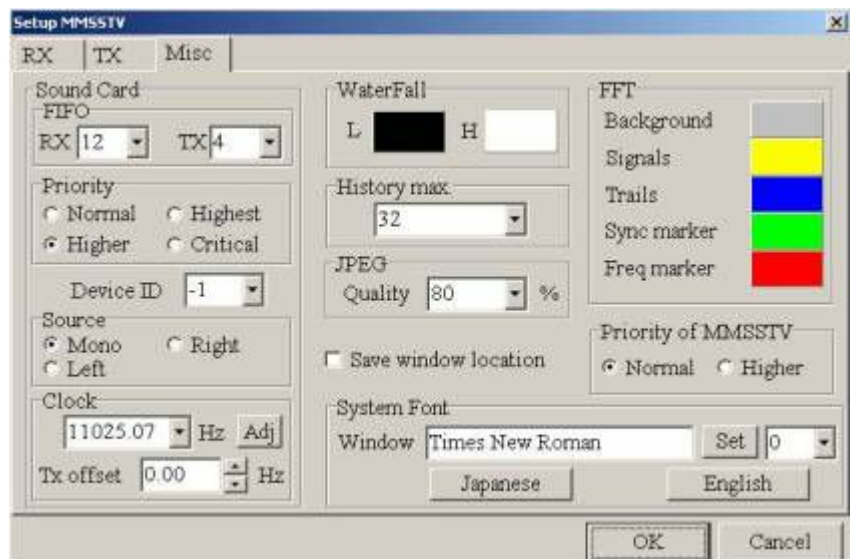 Setup MMSSTV
RX TX Misc
Sound Card
FIFO
RX 12 TX 4
Priority
Normal Highest
Higher Critical
Device ID -1
Source
Mono Right
Left
Clock
11025.07 Hz Adj
Tx offset 0.00 Hz
WaterFall
L H
History max.
32
JPEG
Quality 80 %
Save window location
FFT
Background
Signals
Trails
Sync marker
Freq marker
Priority of MMSSTV
Normal Higher
System Font
Window Times New Roman Set 0
Japanese English
OK Cancel